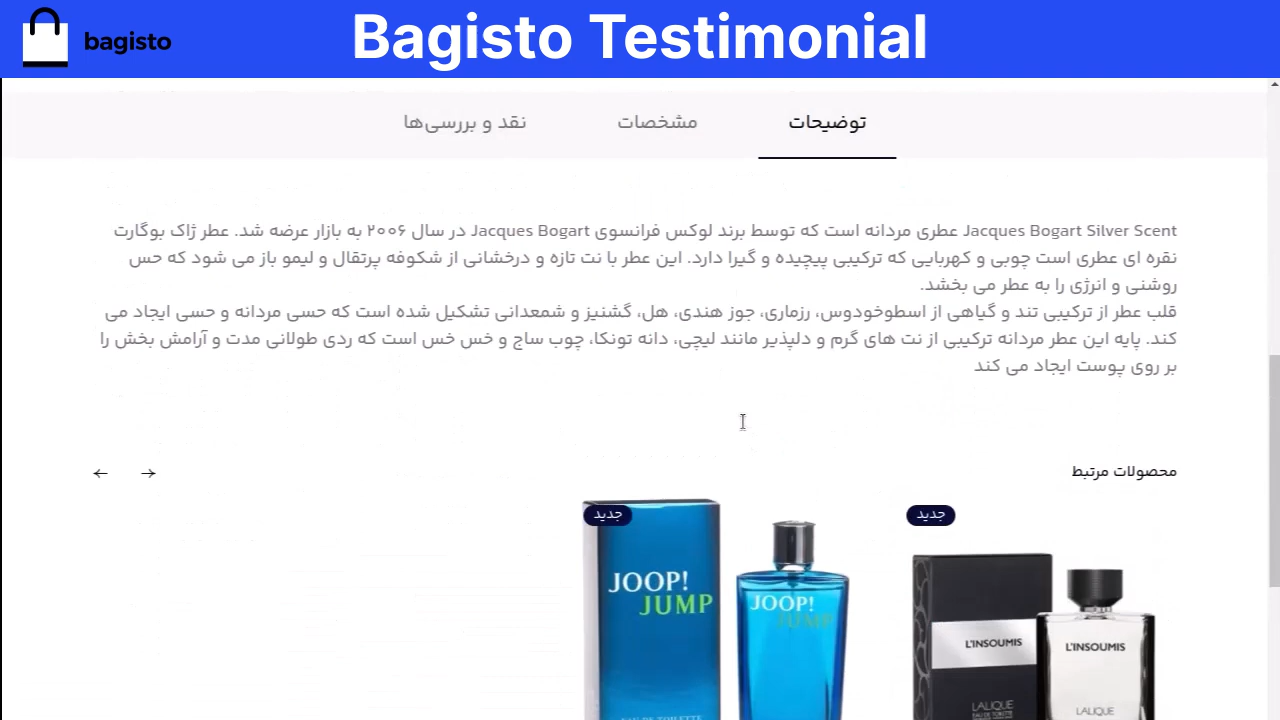 bagisto
Bagisto Testimonial
توضیحات
مشخصات
نقد و بررسی‌ها
Jacques Bogart Silver Scent عطری مردانه است که توسط برند لوکس فرانسوی Jacques Bogart در سال ۲۰۰۶ به بازار عرضه شد. عطر ژاک بوگارت
نقره ای عطری است چوبی و کهربایی که ترکیبی پیچیده و گیرا دارد. این عطر با نت تازه و درخشانی از شکوفه پرتقال و لیمو باز می شود که حس
روشنی و انرژی را به عطر می بخشد.
قلب عطر از ترکیبی تند و گیاهی از اسطوخودوس، رزماری، جوز هندی، هل، گشنیز و شمعدانی تشکیل شده است که حسی مردانه و حسی ایجاد می
کند. پایه این عطر مردانه ترکیبی از نت های گرم و دلپذیر مانند لیچی، دانه تونکا، چوب ساج و خس خس است که ردی طولانی مدت و آرامش بخش را
بر روی پوست ایجاد می کند
محصولات مرتبط
جدید
L'INSOUMIS
LALIQUE
L'INSOUMIS
LALIQUE
جدید
JOOP!
JUMP
JOOP!
JUMP
EAU DE TOILETTE